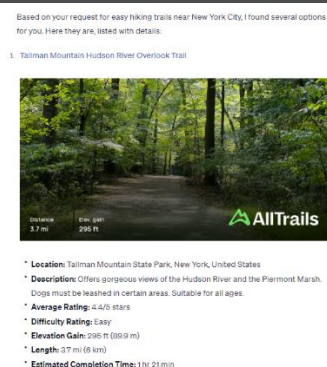 Based on your request for easy hiking trails near New York City, I found several options
for you. Here they are, listed with details:
1. Tallman Mountain Hudson River Overlook Trail
Distance
3.7 mi
Elev. gain
295 ft
AllTrails
* Location: Tallman Mountain State Park, New York, United States
* Description: Offers gorgeous views of the Hudson River and the Piermont Marsh.
Dogs must be leashed in certain areas. Suitable for all ages.
* Average Rating: 4.4/5 stars
* Difficulty Rating: Easy
* Elevation Gain: 295 ft (89.9 m)
* Length: 3.7 mi (6 km)
* Estimated Completion Time: 1 hr 21 min